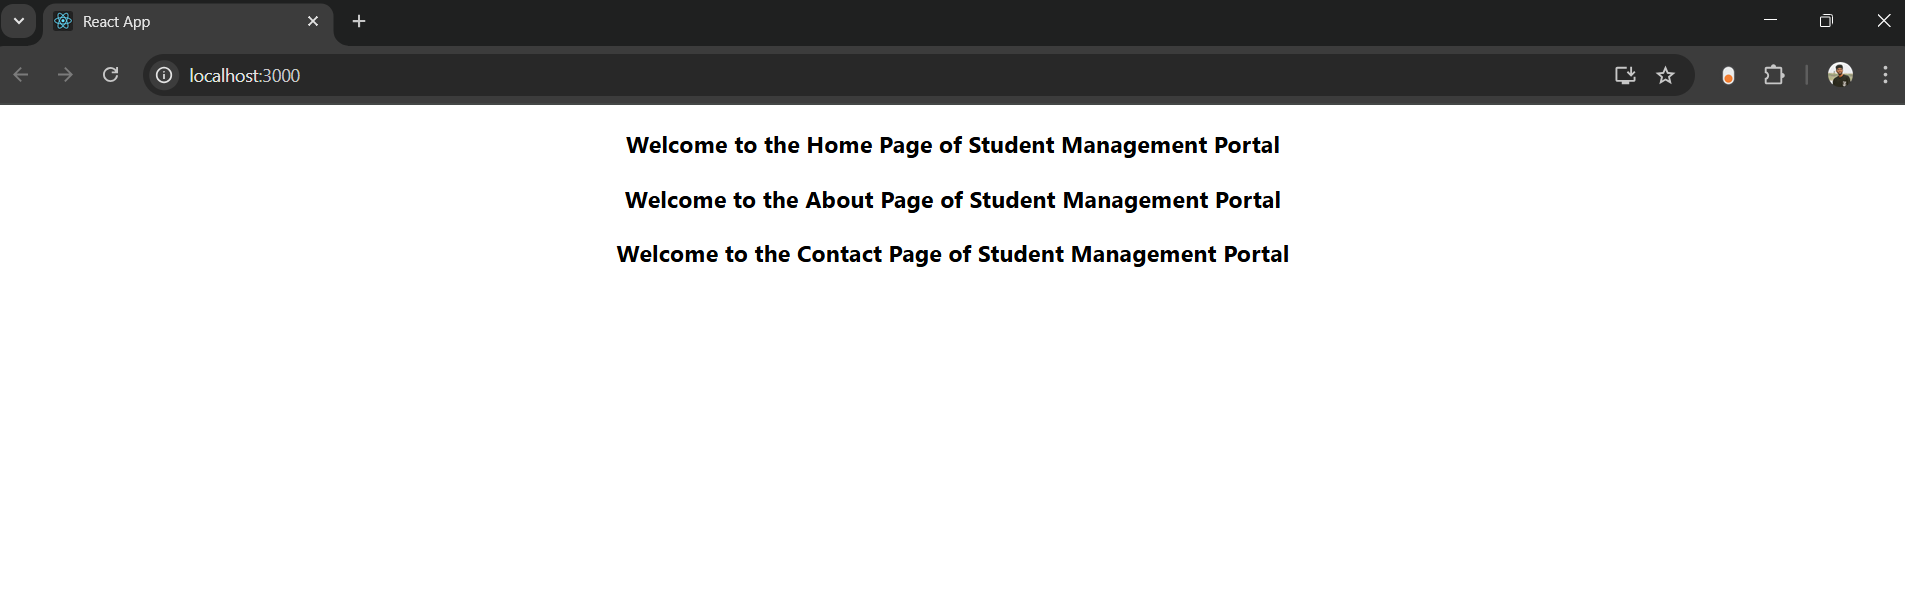 React App
localhost:3000
Welcome to the Home Page of Student Management Portal
Welcome to the About Page of Student Management Portal
Welcome to the Contact Page of Student Management Portal